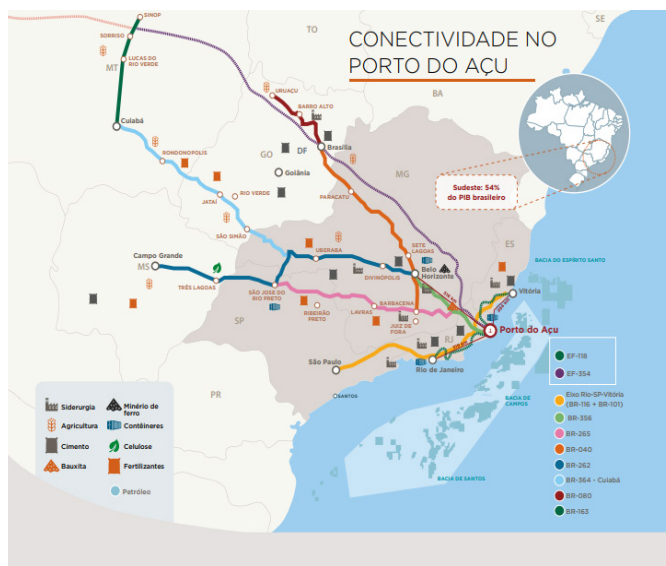 CONECTIVIDADE NO
PORTO DO AÇU
SINOP
SORRISO
LUCAS DO
RIO VERDE
MT
TO
SE
BA
URUAÇU
BARRO ALTO
Cuiabá
Brasília
DF
GO
RONDONOPOLIS
Goiânia
MG
Sudeste: 54%
do PIB brasileiro
PARACATU
RIO VERDE
JATAÍ
SÃO SIMÃO
SETE
LAGOAS
ES
UBERABA
BACIA DO ESPÍRITO SANTO
Campo Grande
MS
Belo
Horizonte
DIVINÓPOLIS
TRÊS LAGOAS
SÃO JOSE DO
RIO PRETO
Vitória
BARBACENA
RIBEIRÃO
PRETO
LAVRAS
SP
JUIZ DE
FORA
Porto do Açu
RJ
São Paulo
Rio de Janeiro
EF-118
EF-354
SANTOS
PR
BACIA DE
CAMPOS
Eixo Rio-SP-Vitória
(BR-116 + BR-101)
BR-356
BR-265
BR-040
BR-262
BR-364 - Cuiabá
BR-080
BR-163
BACIA DE SANTOS
Siderurgia
Minério de
ferro
Agricultura
Contêineres
Cimento
Celulose
Bauxita
Fertilizantes
Petróleo